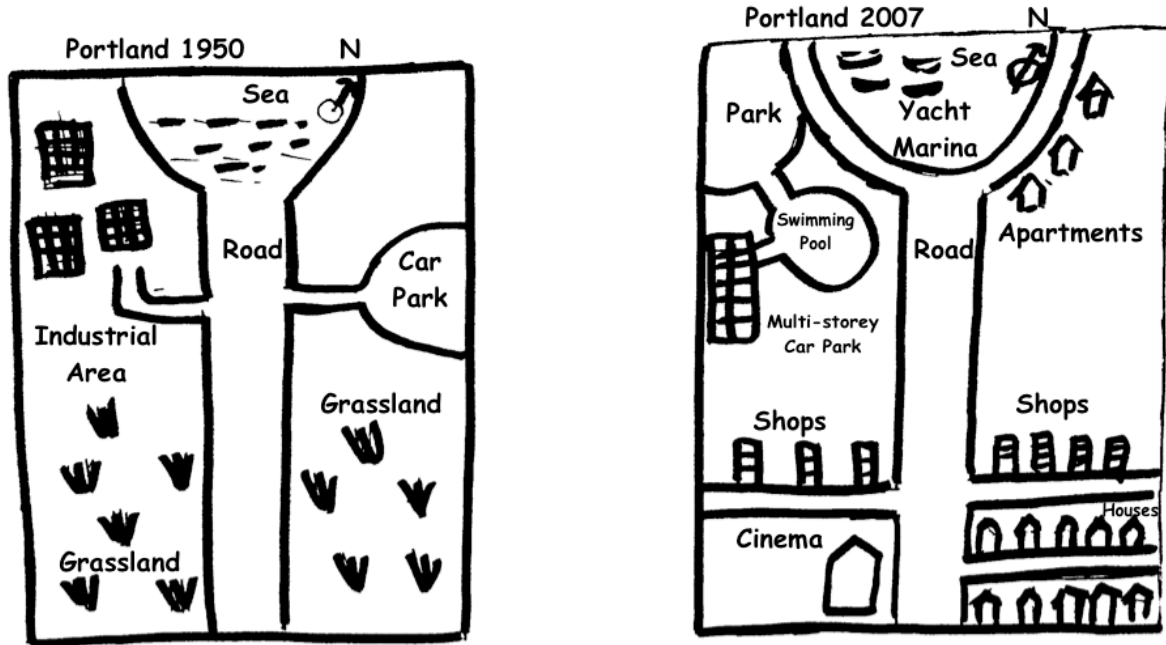 Portland 1950
N
Sea
Road
Car
Park
Industrial
Area
Grassland
Grassland
Portland 2007
N
Sea
Park
Yacht
Marina
Swimming
Pool
Road
Apartments
Multi-storey
Car Park
Shops
Shops
Houses
Cinema